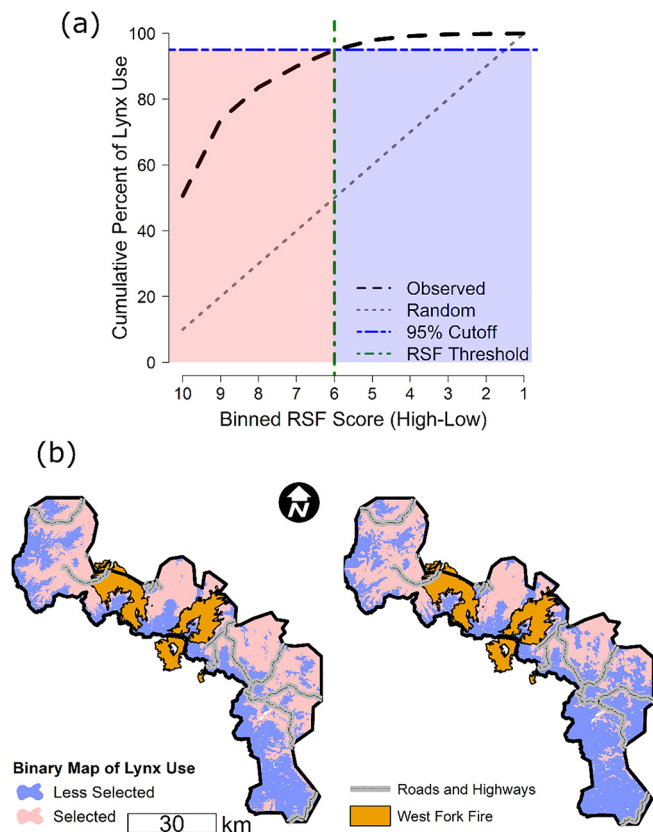 (a)
Cumulative Percent of Lynx Use
100
80
60
40
20
0
Observed
Random
95% Cutoff
RSF Threshold
10 9 8 7 6 5 4 3 2 1
Binned RSF Score (High-Low)
(b)
N
Binary Map of Lynx Use
Less Selected
Selected
30 km
Roads and Highways
West Fork Fire